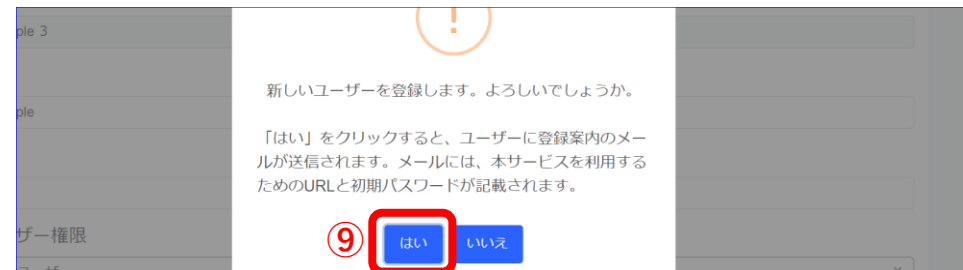 ple 3
!
新しいユーザーを登録します。よろしいでしょうか。
ple
「はい」をクリックすると、ユーザーに登録案内のメー
ルが送信されます。メールには、本サービスを利用する
ためのURLと初期パスワードが記載されます。
ザー権限
⑨ はい いいえ